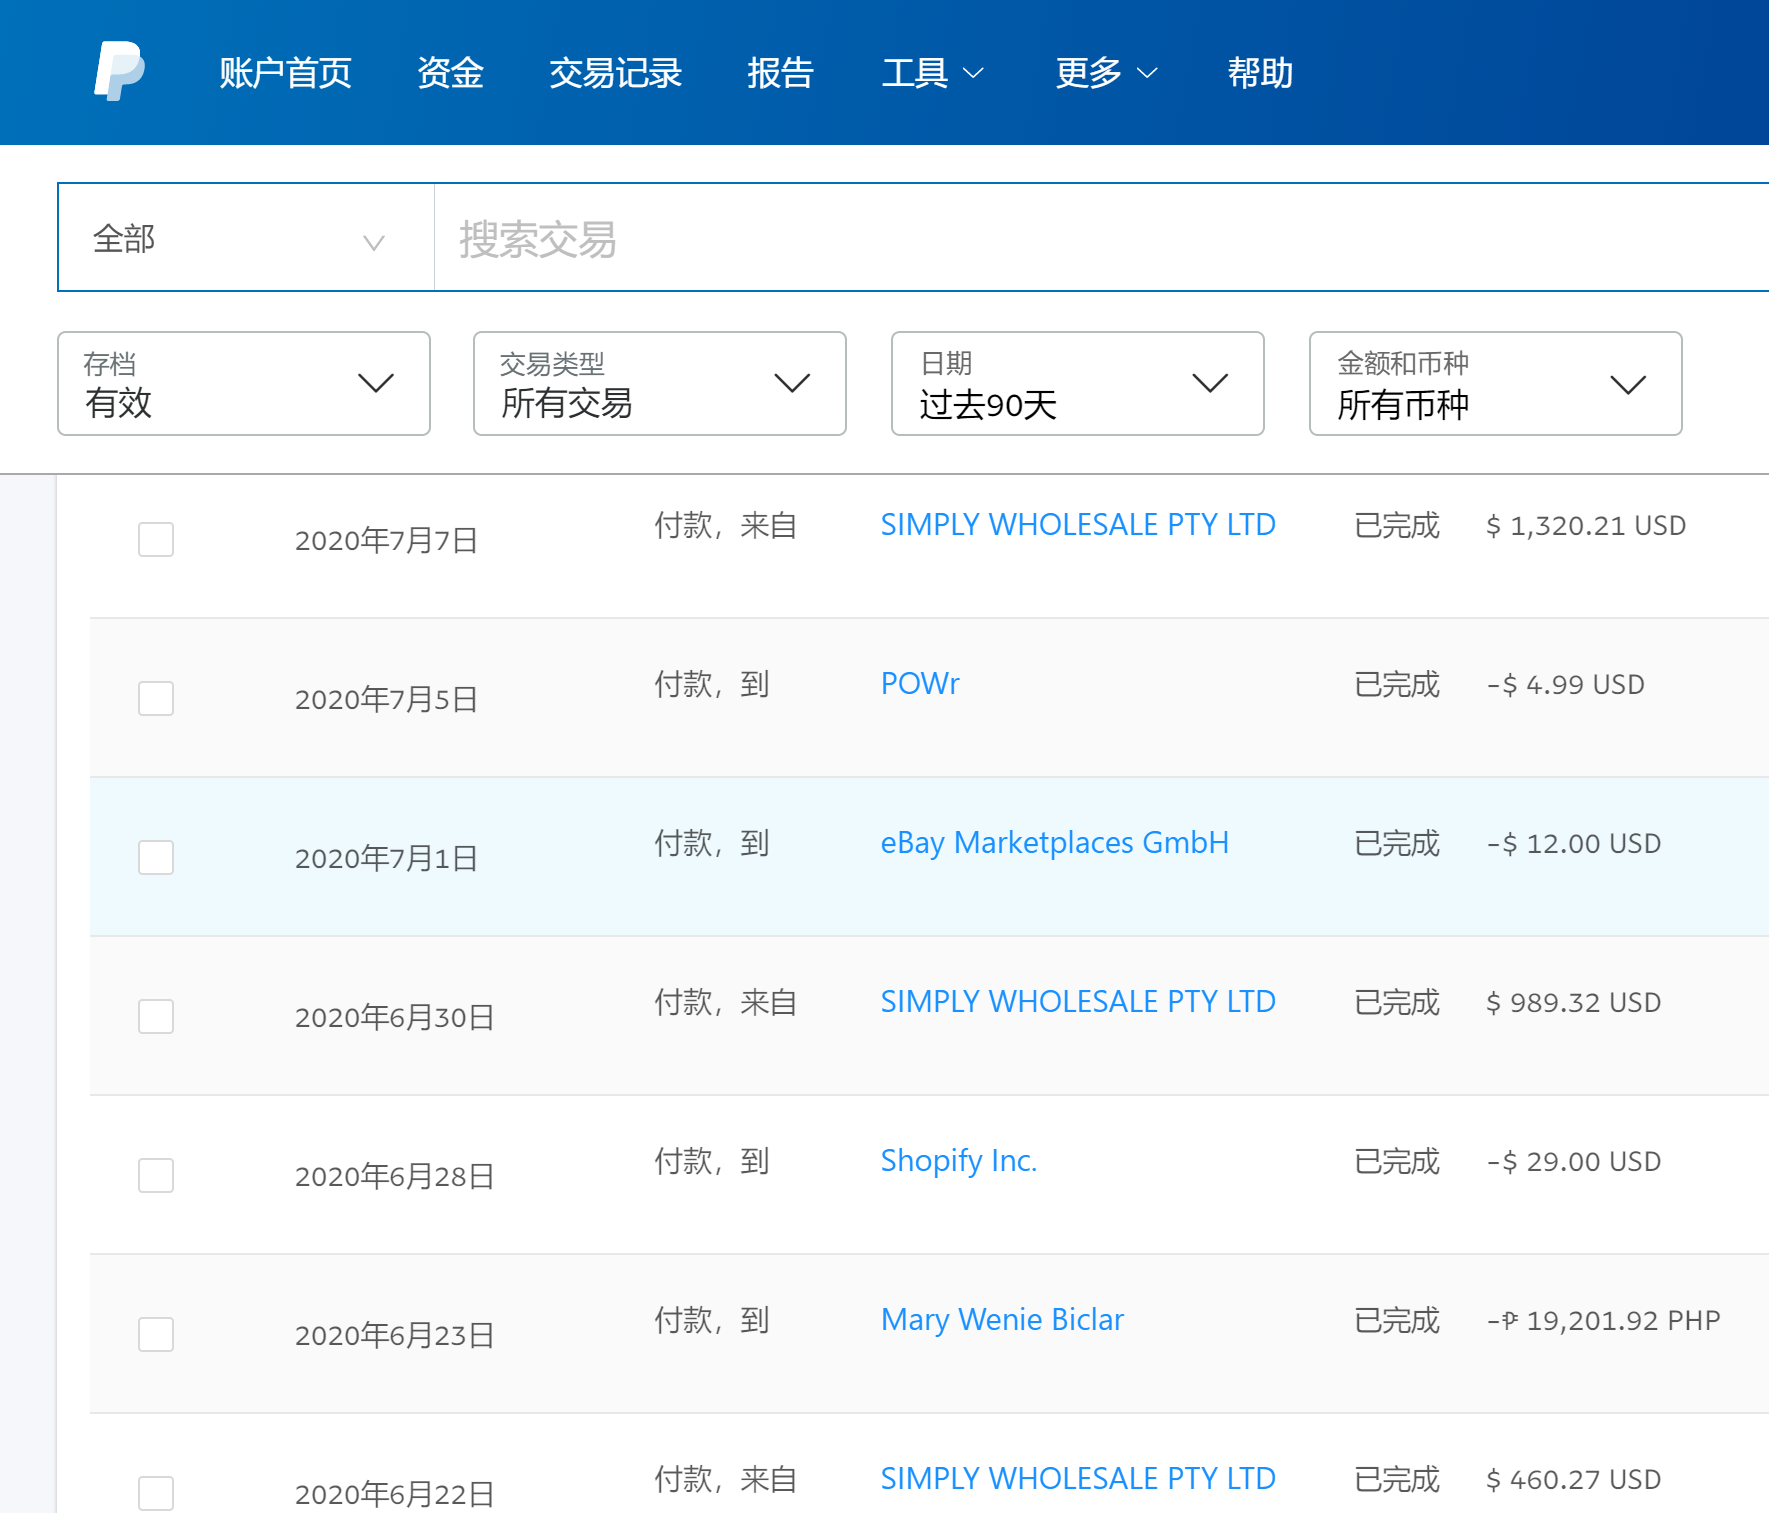 账户首页 资金 交易记录 报告 工具 更多 帮助
全部 搜索交易
存档 交易类型 日期 金额和币种
有效 所有交易 过去90天 所有币种
2020年7月7日 付款，来自 SIMPLY WHOLESALE PTY LTD 已完成 $ 1,320.21 USD
2020年7月5日 付款，到 POWr 已完成 -$ 4.99 USD
2020年7月1日 付款，到 eBay Marketplaces GmbH 已完成 -$ 12.00 USD
2020年6月30日 付款，来自 SIMPLY WHOLESALE PTY LTD 已完成 $ 989.32 USD
2020年6月28日 付款，到 Shopify Inc. 已完成 -$ 29.00 USD
2020年6月23日 付款，到 Mary Wenie Biclar 已完成 -₱ 19,201.92 PHP
2020年6月22日 付款，来自 SIMPLY WHOLESALE PTY LTD 已完成 $ 460.27 USD